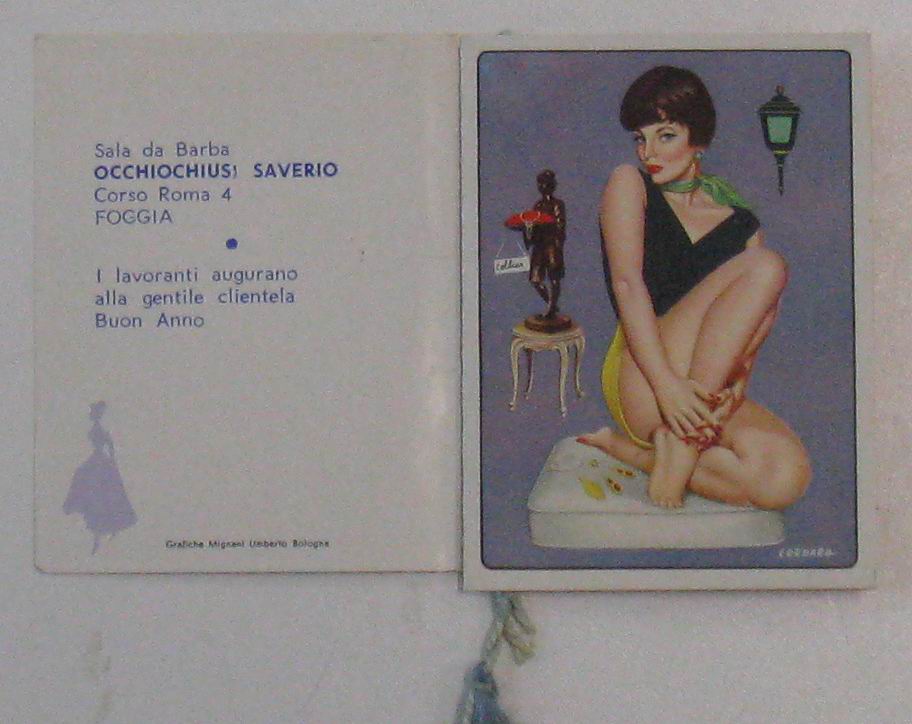 Sala da Barba
OCCHIOCHIUSI SAVERIO
Corso Roma 4
FOGGIA
I lavoranti augurano
alla gentile clientela
Buon Anno
Grafiche Mignani Umberto Bologna